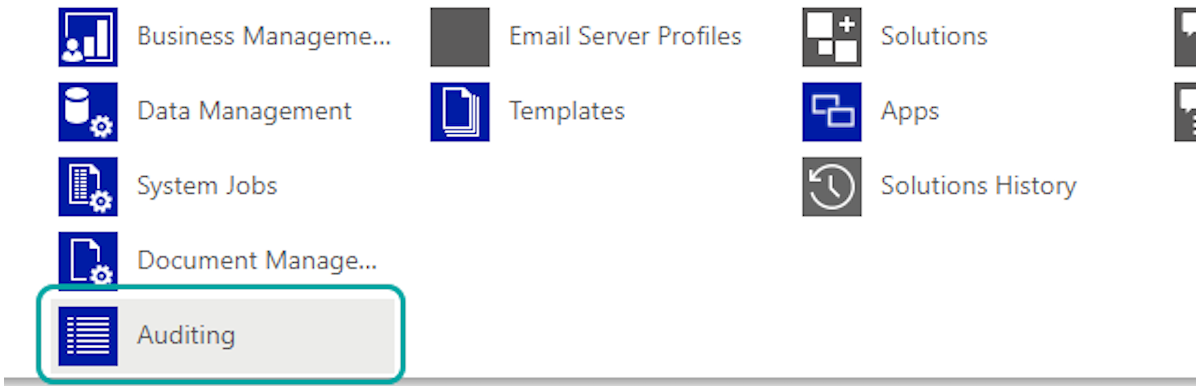 Business Manageme...
Data Management
System Jobs
Document Manage...
Auditing
Email Server Profiles
Templates
Solutions
Apps
Solutions History